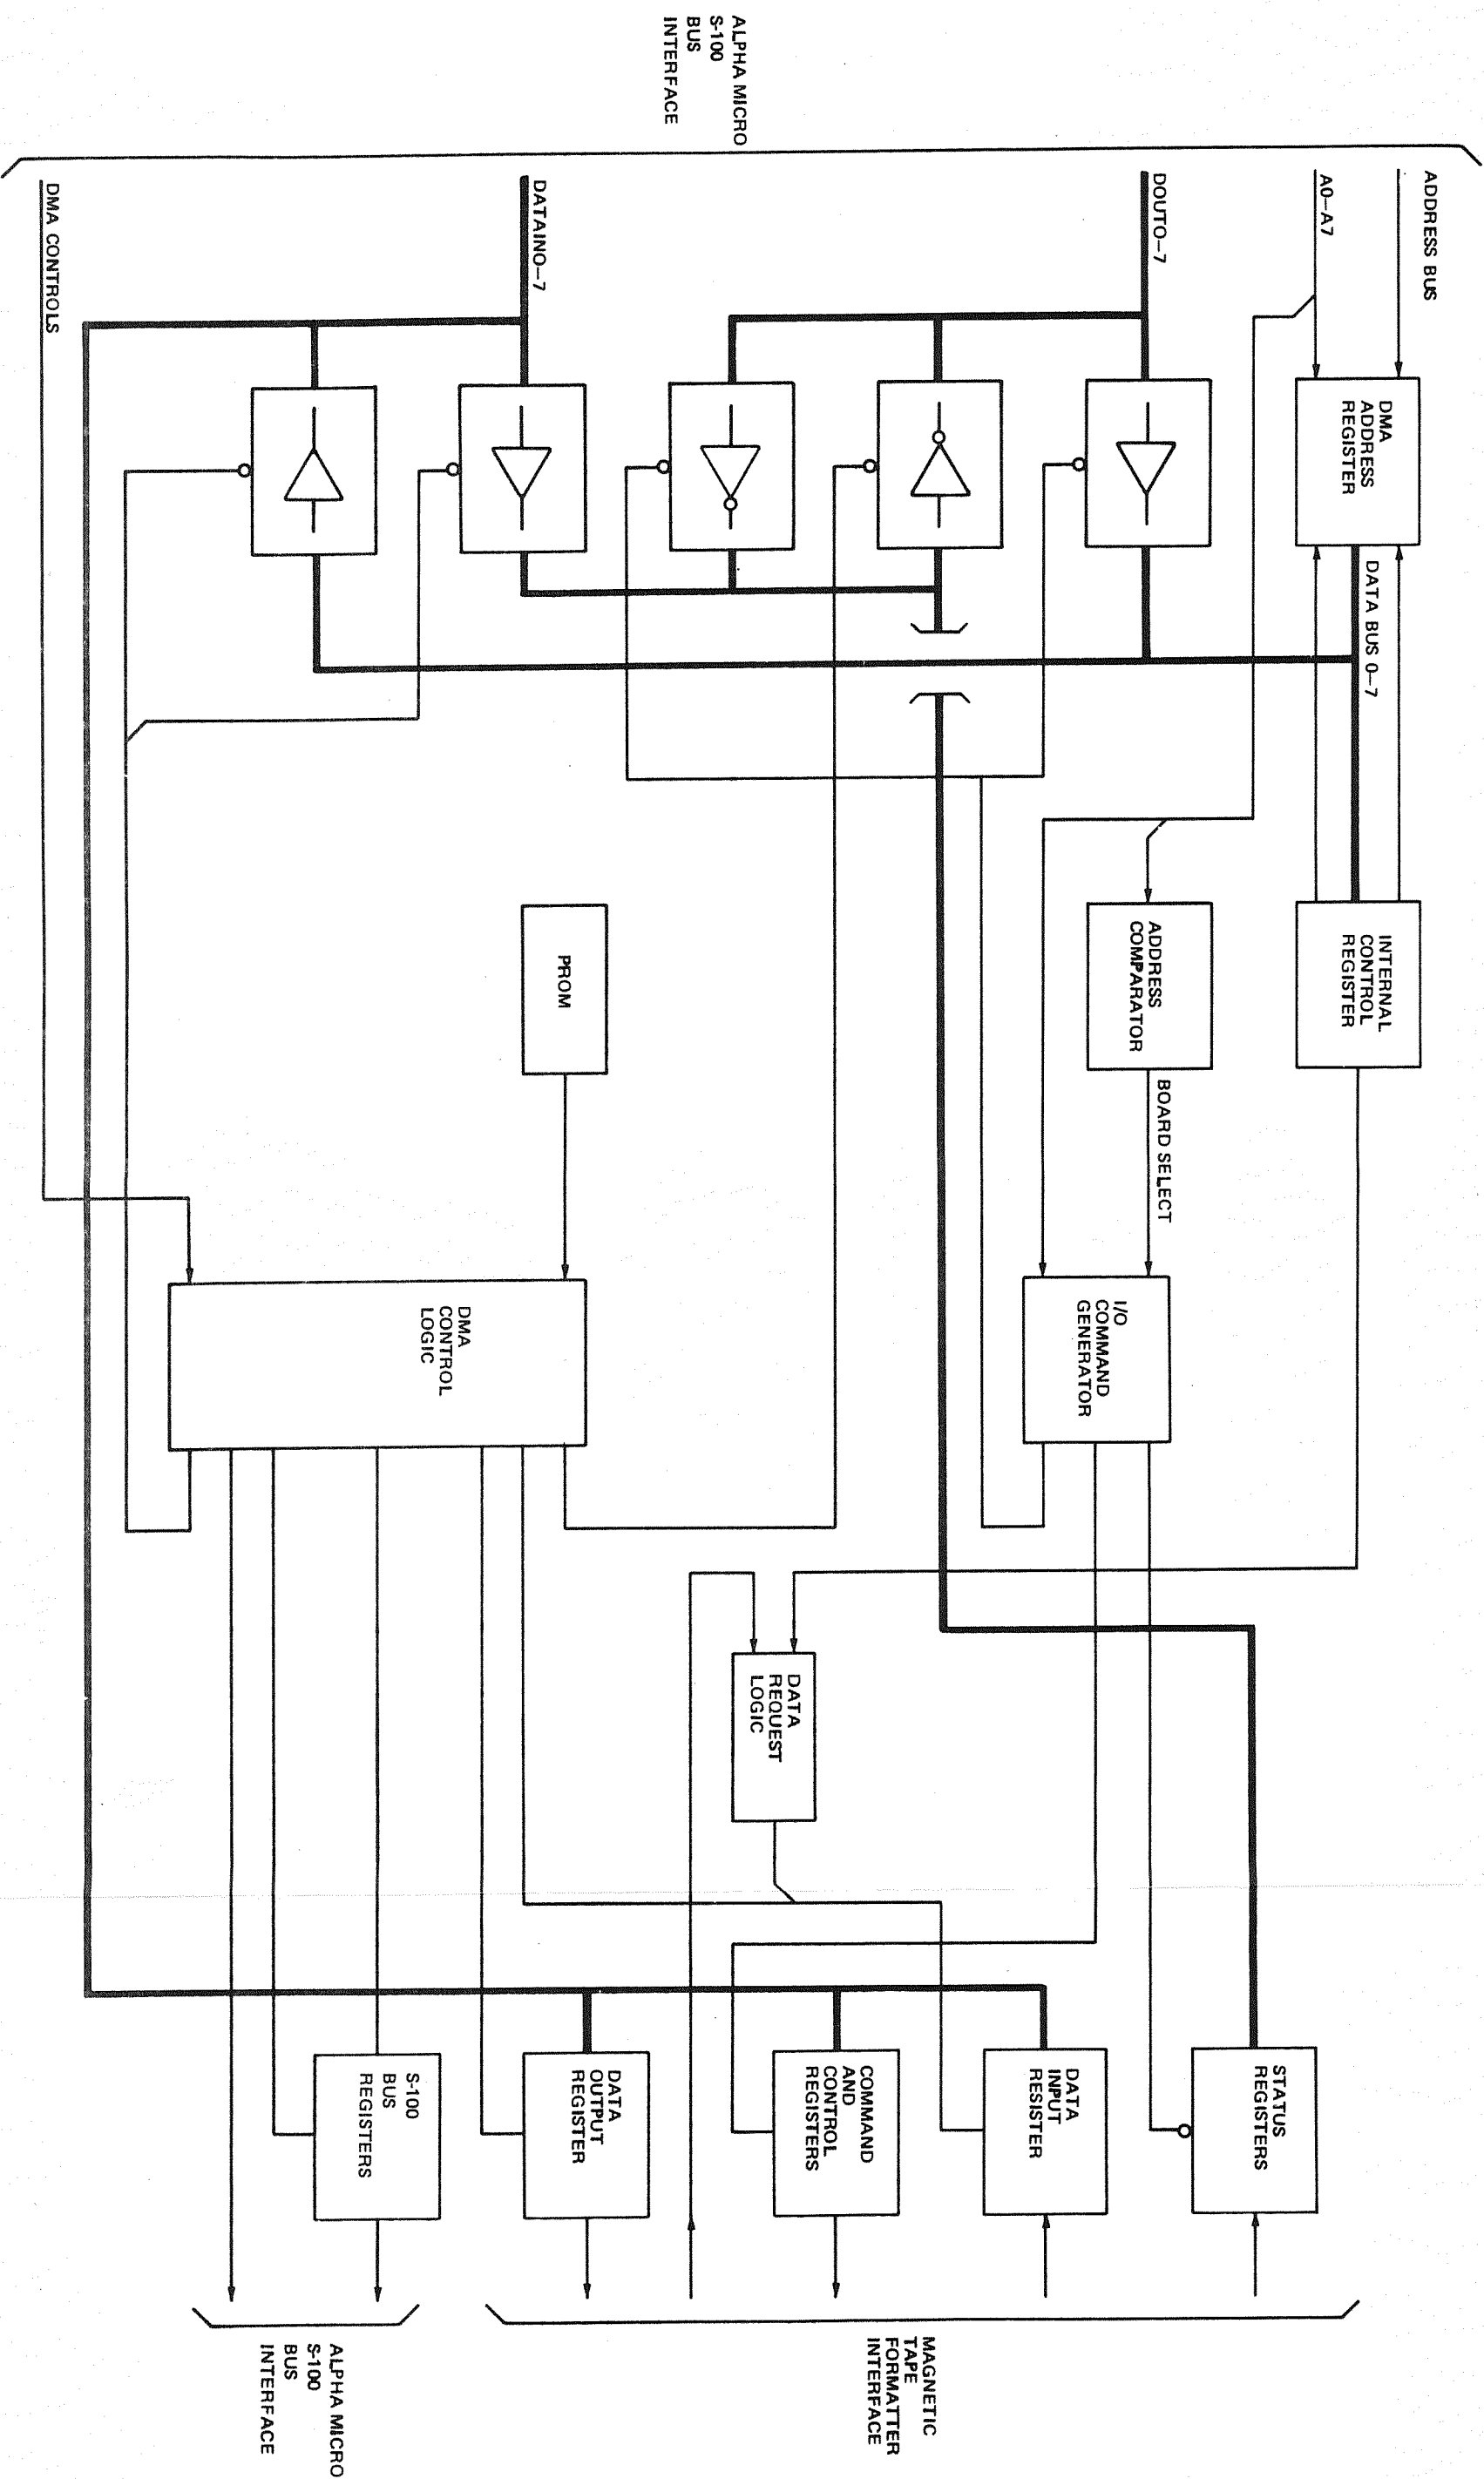 ALPHA MICRO
S-100
BUS
INTERFACE
ADDRESS BUS
A0—A7
DMA
ADDRESS
REGISTER
DATA BUS 0—7
INTERNAL
CONTROL
REGISTER
ADDRESS
COMPARATOR
BOARD SELECT
I/O
COMMAND
GENERATOR
DOUTO—7
DATAINO—7
DMA CONTROLS
PROM
DMA
CONTROL
LOGIC
DATA
REQUEST
LOGIC
STATUS
REGISTERS
DATA
INPUT
RESISTER
COMMAND
AND
CONTROL
REGISTERS
DATA
OUTPUT
REGISTER
S-100
BUS
REGISTERS
MAGNETIC
TAPE
FORMATTER
INTERFACE
ALPHA MICRO
S-100
BUS
INTERFACE